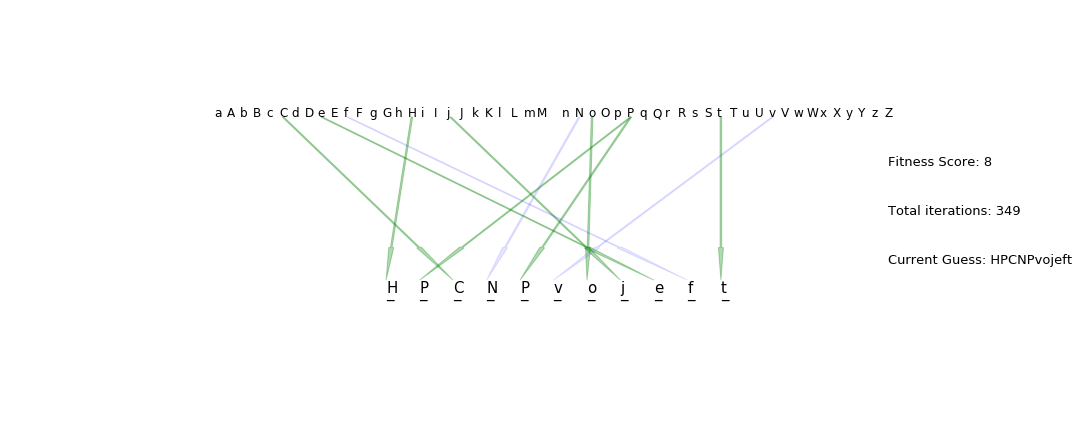 a A b B c C d D e E f F g G h H i I j J k K l L m M n N o O p P q Q r R s S t T u U v V w W x X y Y z Z
Fitness Score: 8
Total iterations: 349
Current Guess: HPCNPvojeft
H P C N P v o j e f t